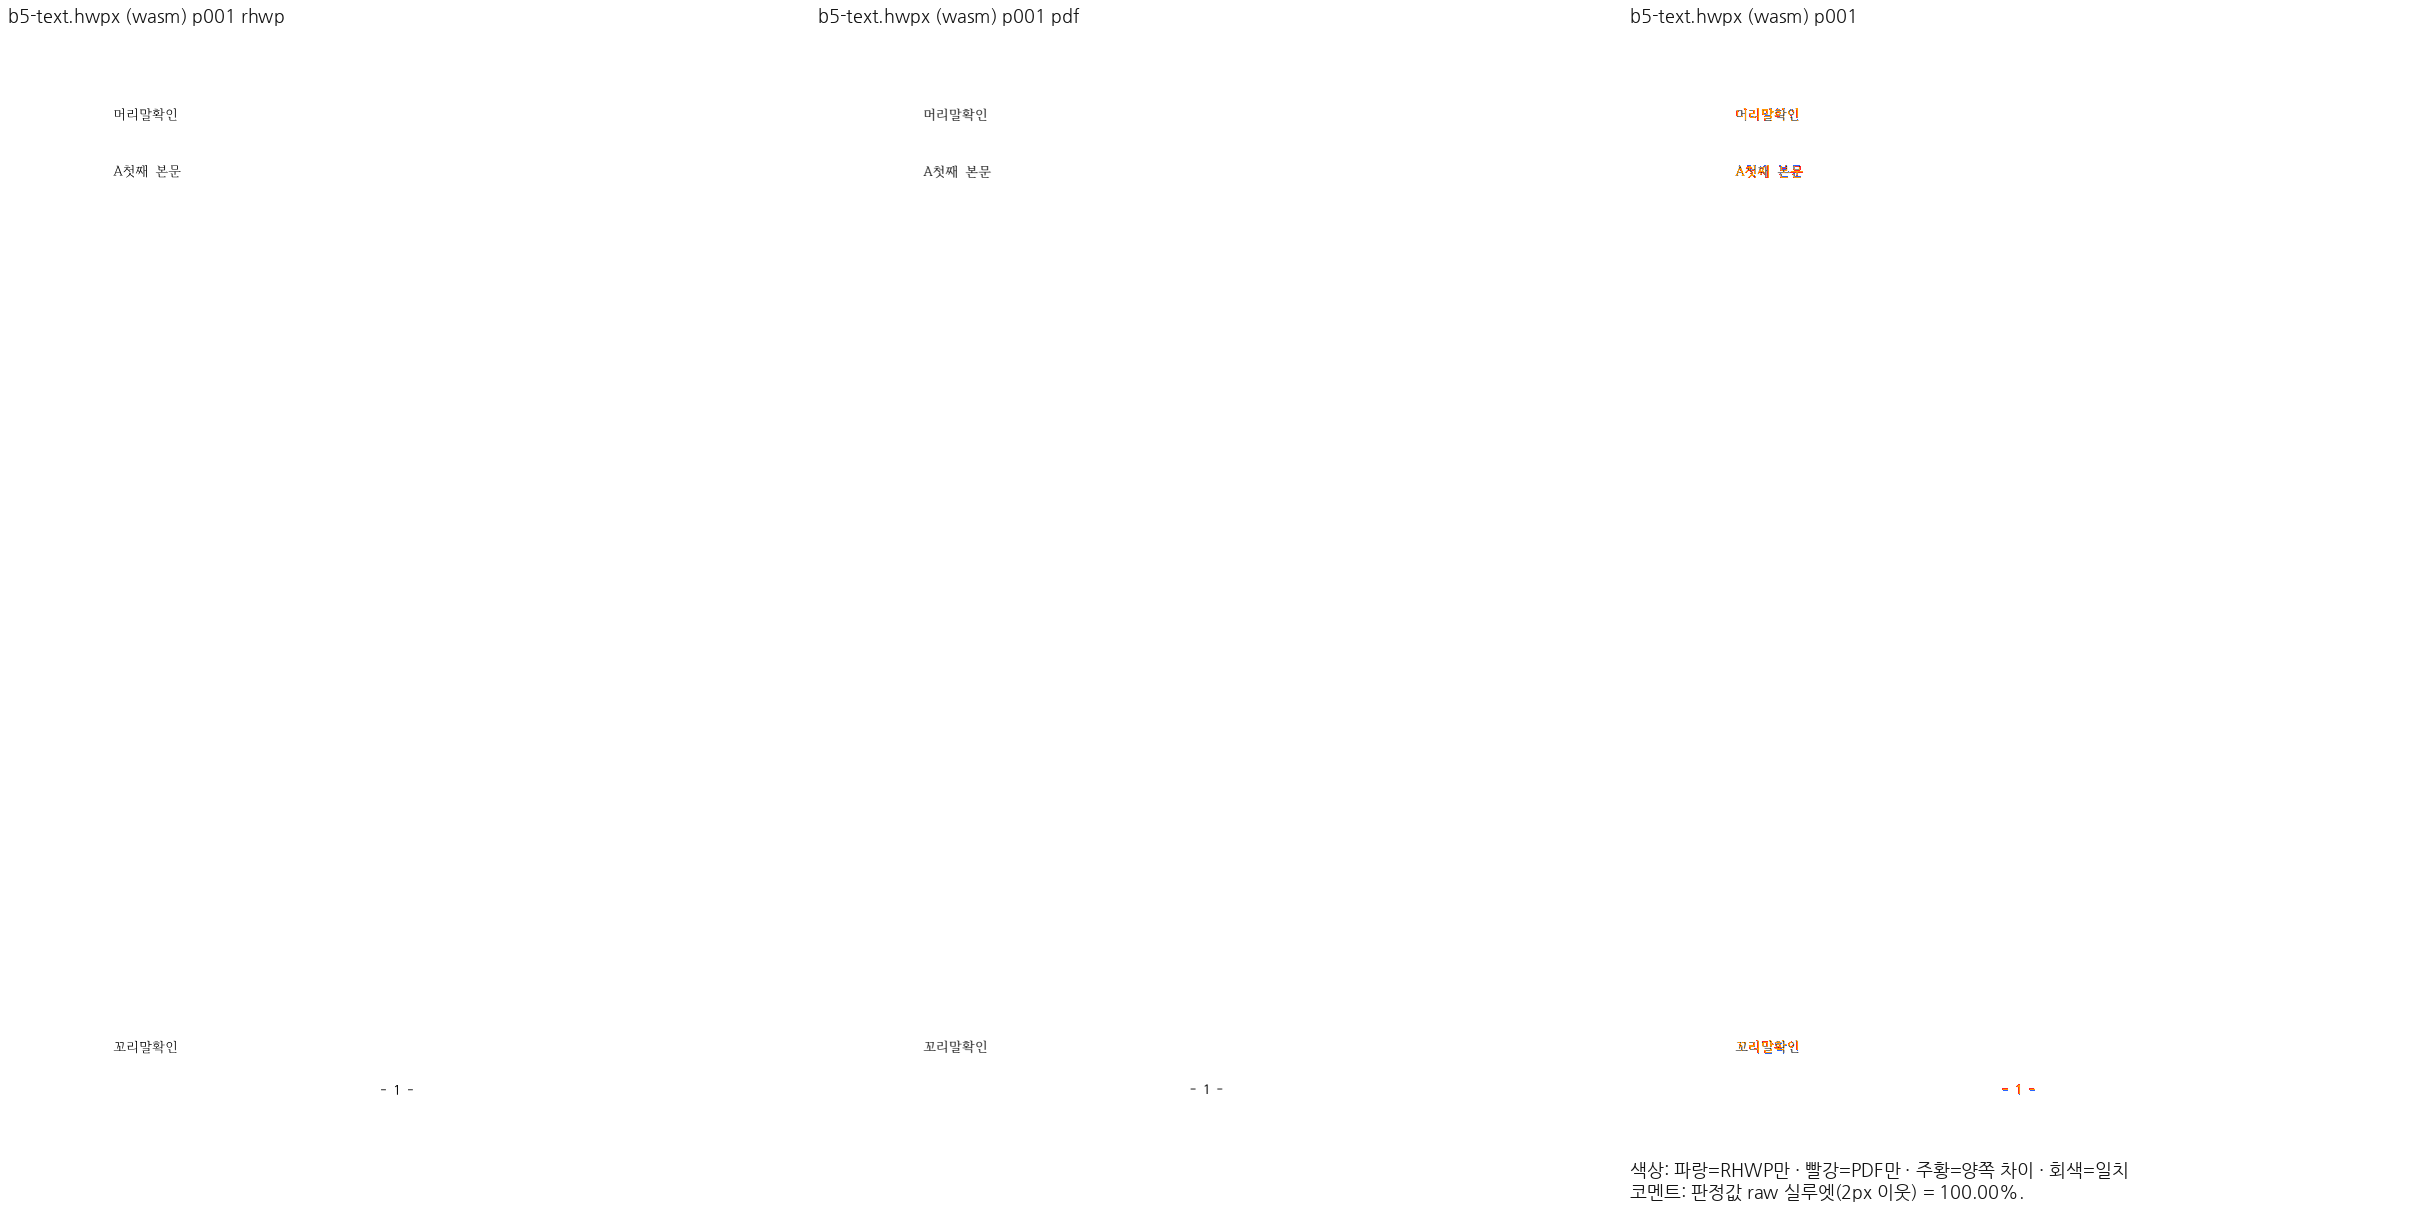 b5-text.hwpx (wasm) p001 rhwp
머리말확인
A첫째 본문
꼬리말확인
- 1 -
b5-text.hwpx (wasm) p001 pdf
머리말확인
A첫째 본문
꼬리말확인
- 1 -
b5-text.hwpx (wasm) p001
머리말확인
A첫째 본문
꼬리말확인
- 1 -
색상: 파랑=RHWP만 · 빨강=PDF만 · 주황=양쪽 차이 · 회색=일치
코멘트: 판정값 raw 실루엣(2px 이웃) = 100.00%.